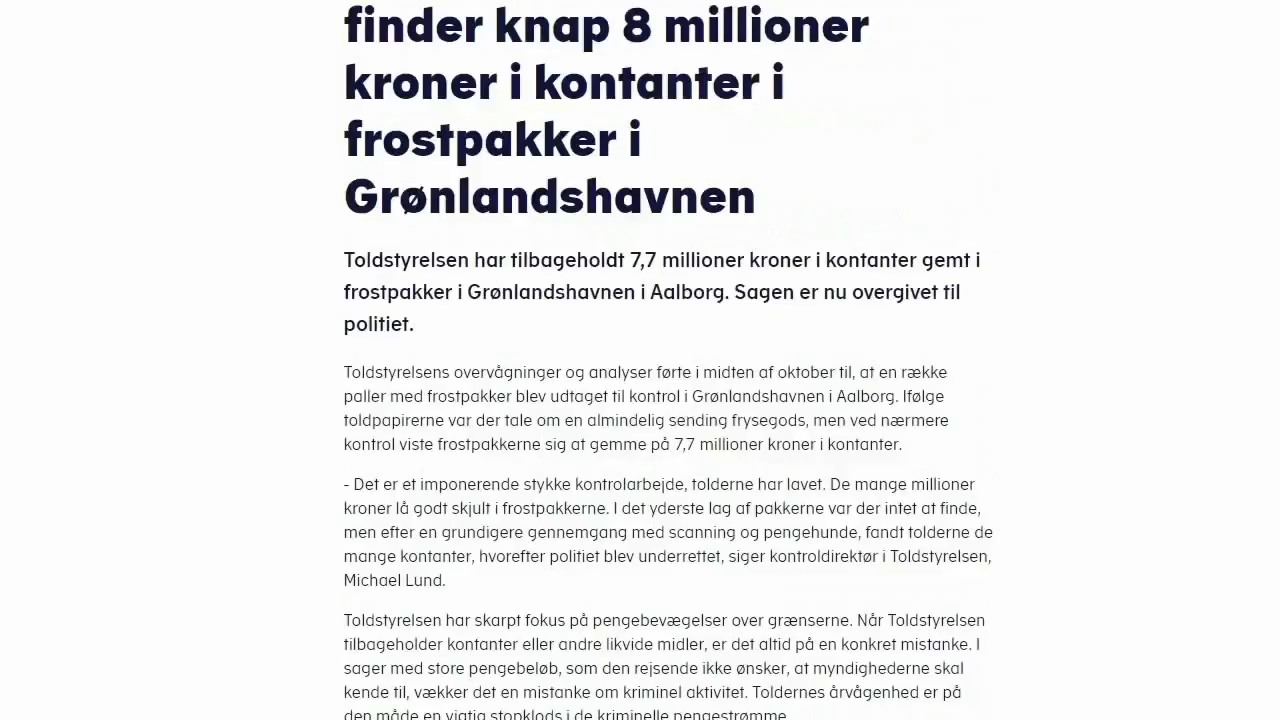 finder knap 8 millioner
kroner i kontanter i
frostpakker i
Grønlandshavnen
Toldstyrelsen har tilbageholdt 7,7 millioner kroner i kontanter gemt i
frostpakker i Grønlandshavnen i Aalborg. Sagen er nu overgivet til
politiet.
Toldstyrelsens overvågninger og analyser førte i midten af oktober til, at en række
paller med frostpakker blev udtaget til kontrol i Grønlandshavnen i Aalborg. Ifølge
toldpapirerne var der tale om en almindelig sending frysegods, men ved nærmere
kontrol viste frostpakkerne sig at gemme på 7,7 millioner kroner i kontanter.
- Det er et imponerende stykke kontrolarbejde, tolderne har lavet. De mange millioner
kroner lå godt skjult i frostpakkerne. I det yderste lag af pakkerne var der intet at finde,
men efter en grundigere gennemgang med scanning og pengehunde, fandt tolderne de
mange kontanter, hvorefter politiet blev underrettet, siger kontroldirektør i Toldstyrelsen,
Michael Lund.
Toldstyrelsen har skarpt fokus på pengebevægelser over grænserne. Når Toldstyrelsen
tilbageholder kontanter eller andre likvide midler, er det altid på en konkret mistanke. I
sager med store pengebeløb, som den rejsende ikke ønsker, at myndighederne skal
kende til, vækker det en mistanke om kriminel aktivitet. Toldernes årvågenhed er på
den måde en vigtig stopklods i de kriminelle pengestrømme.